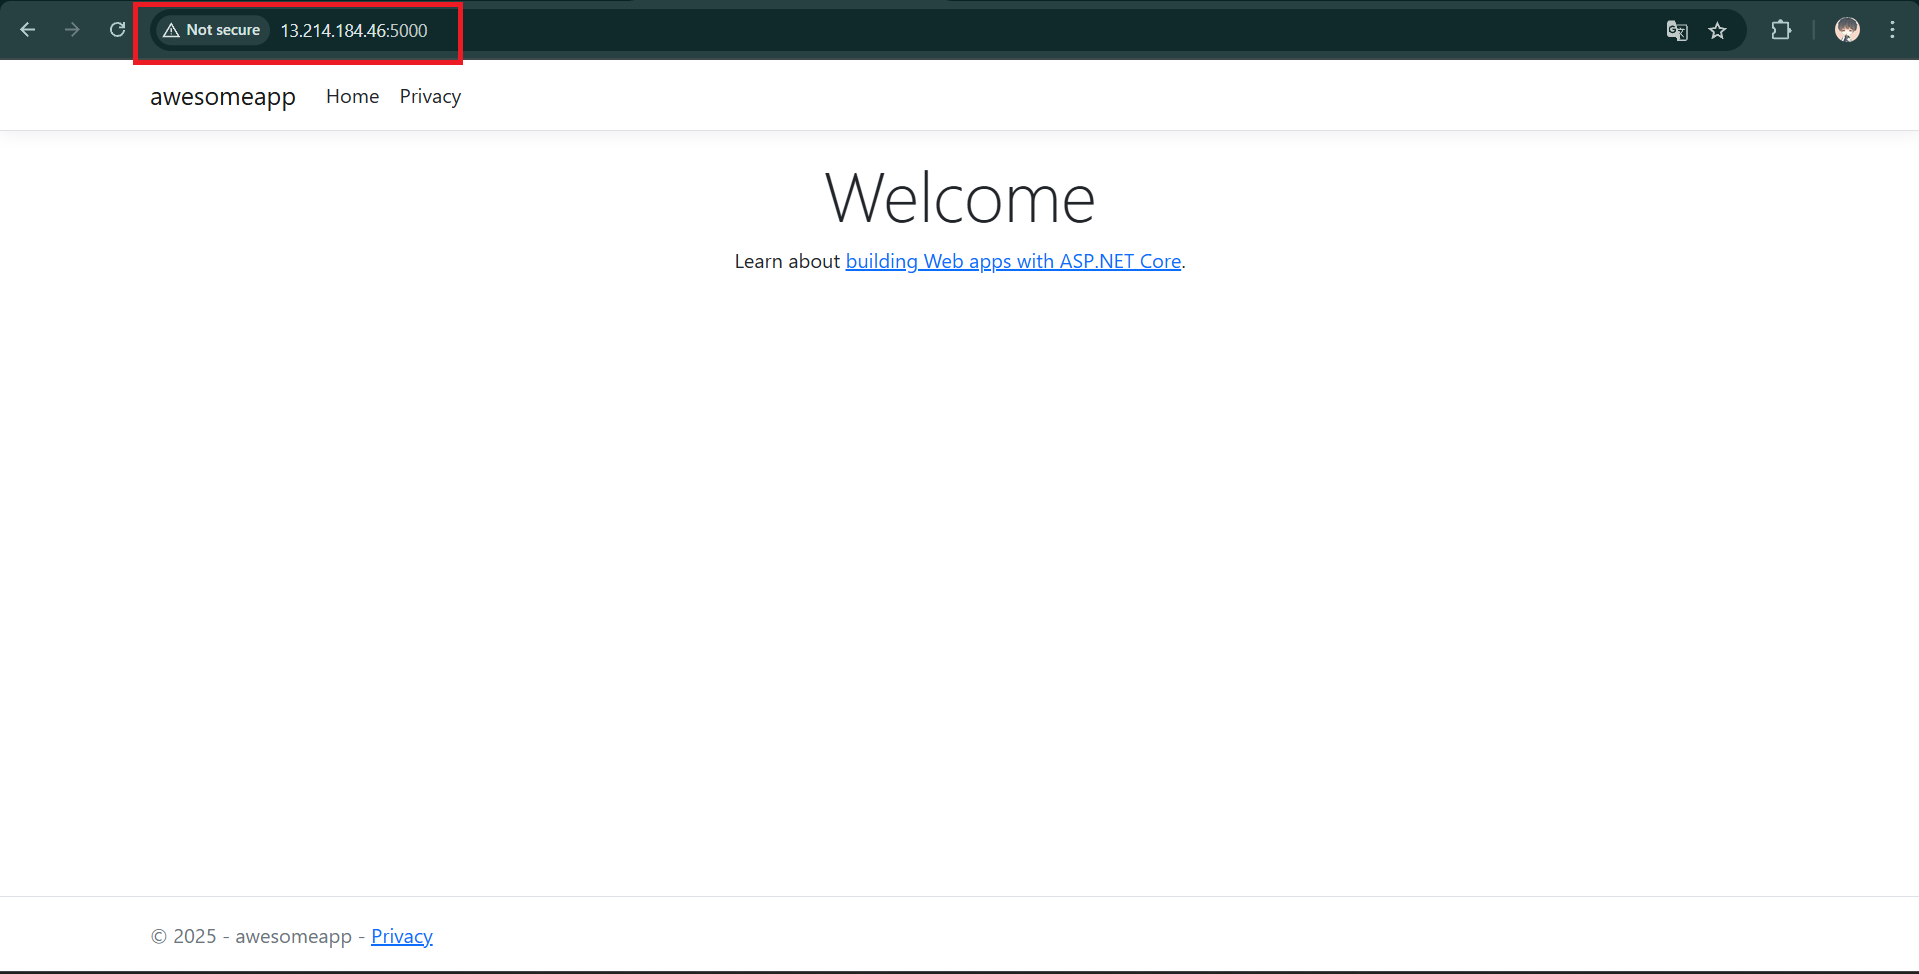 Not secure 13.214.184.46:5000
awesomeapp Home Privacy
Welcome
Learn about building Web apps with ASP.NET Core.
© 2025 - awesomeapp - Privacy